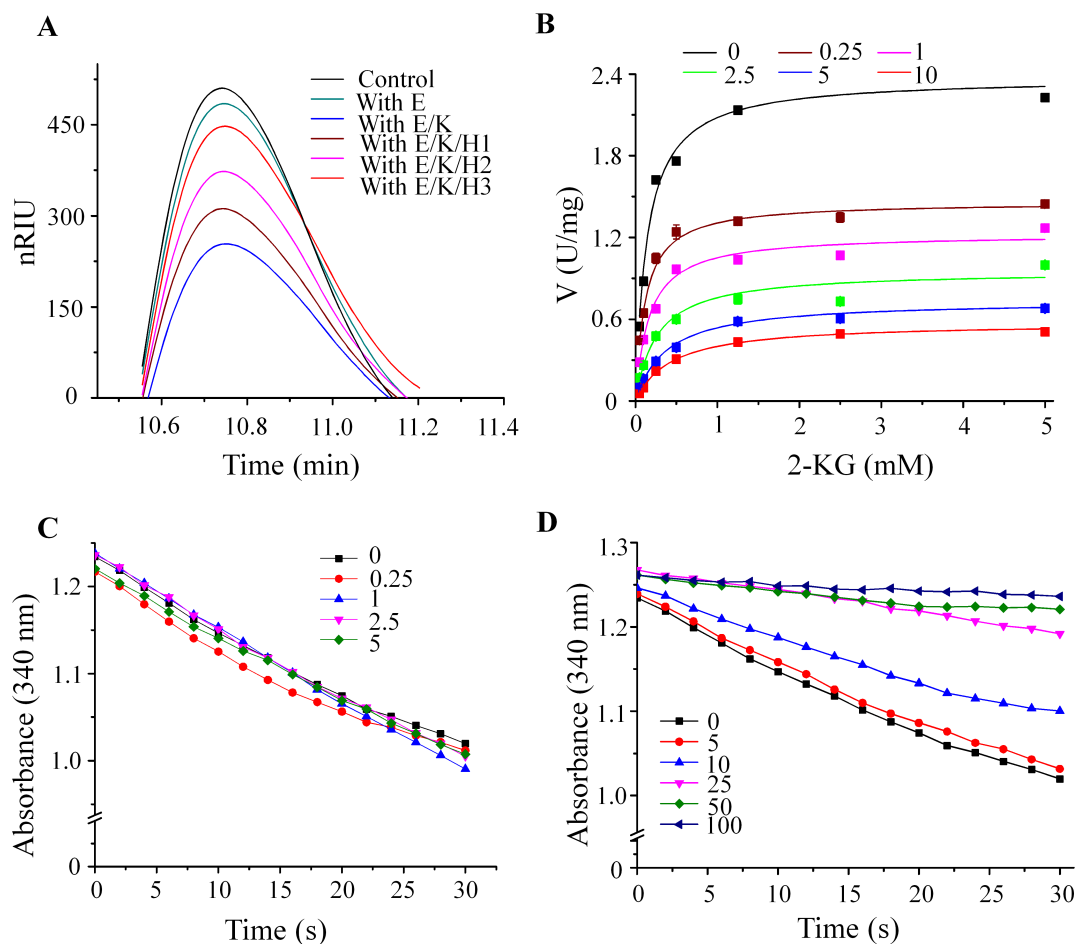 A
nRIU
450
300
150
0
10.6 10.8 11.0 11.2 11.4
Time (min)
Control
With E
With E/K
With E/K/H1
With E/K/H2
With E/K/H3
B
0 0.25 1
2.5 5 10
V (U/mg)
2.4
1.8
1.2
0.6
0
0 1 2 3 4 5
2-KG (mM)
C
Absorbance (340 nm)
1.2
1.1
1.0
0
0 5 10 15 20 25 30
Time (s)
0
0.25
1
2.5
5
D
Absorbance (340 nm)
1.3
1.2
1.1
1.0
0
0 5 10 15 20 25 30
Time (s)
0
5
10
25
50
100